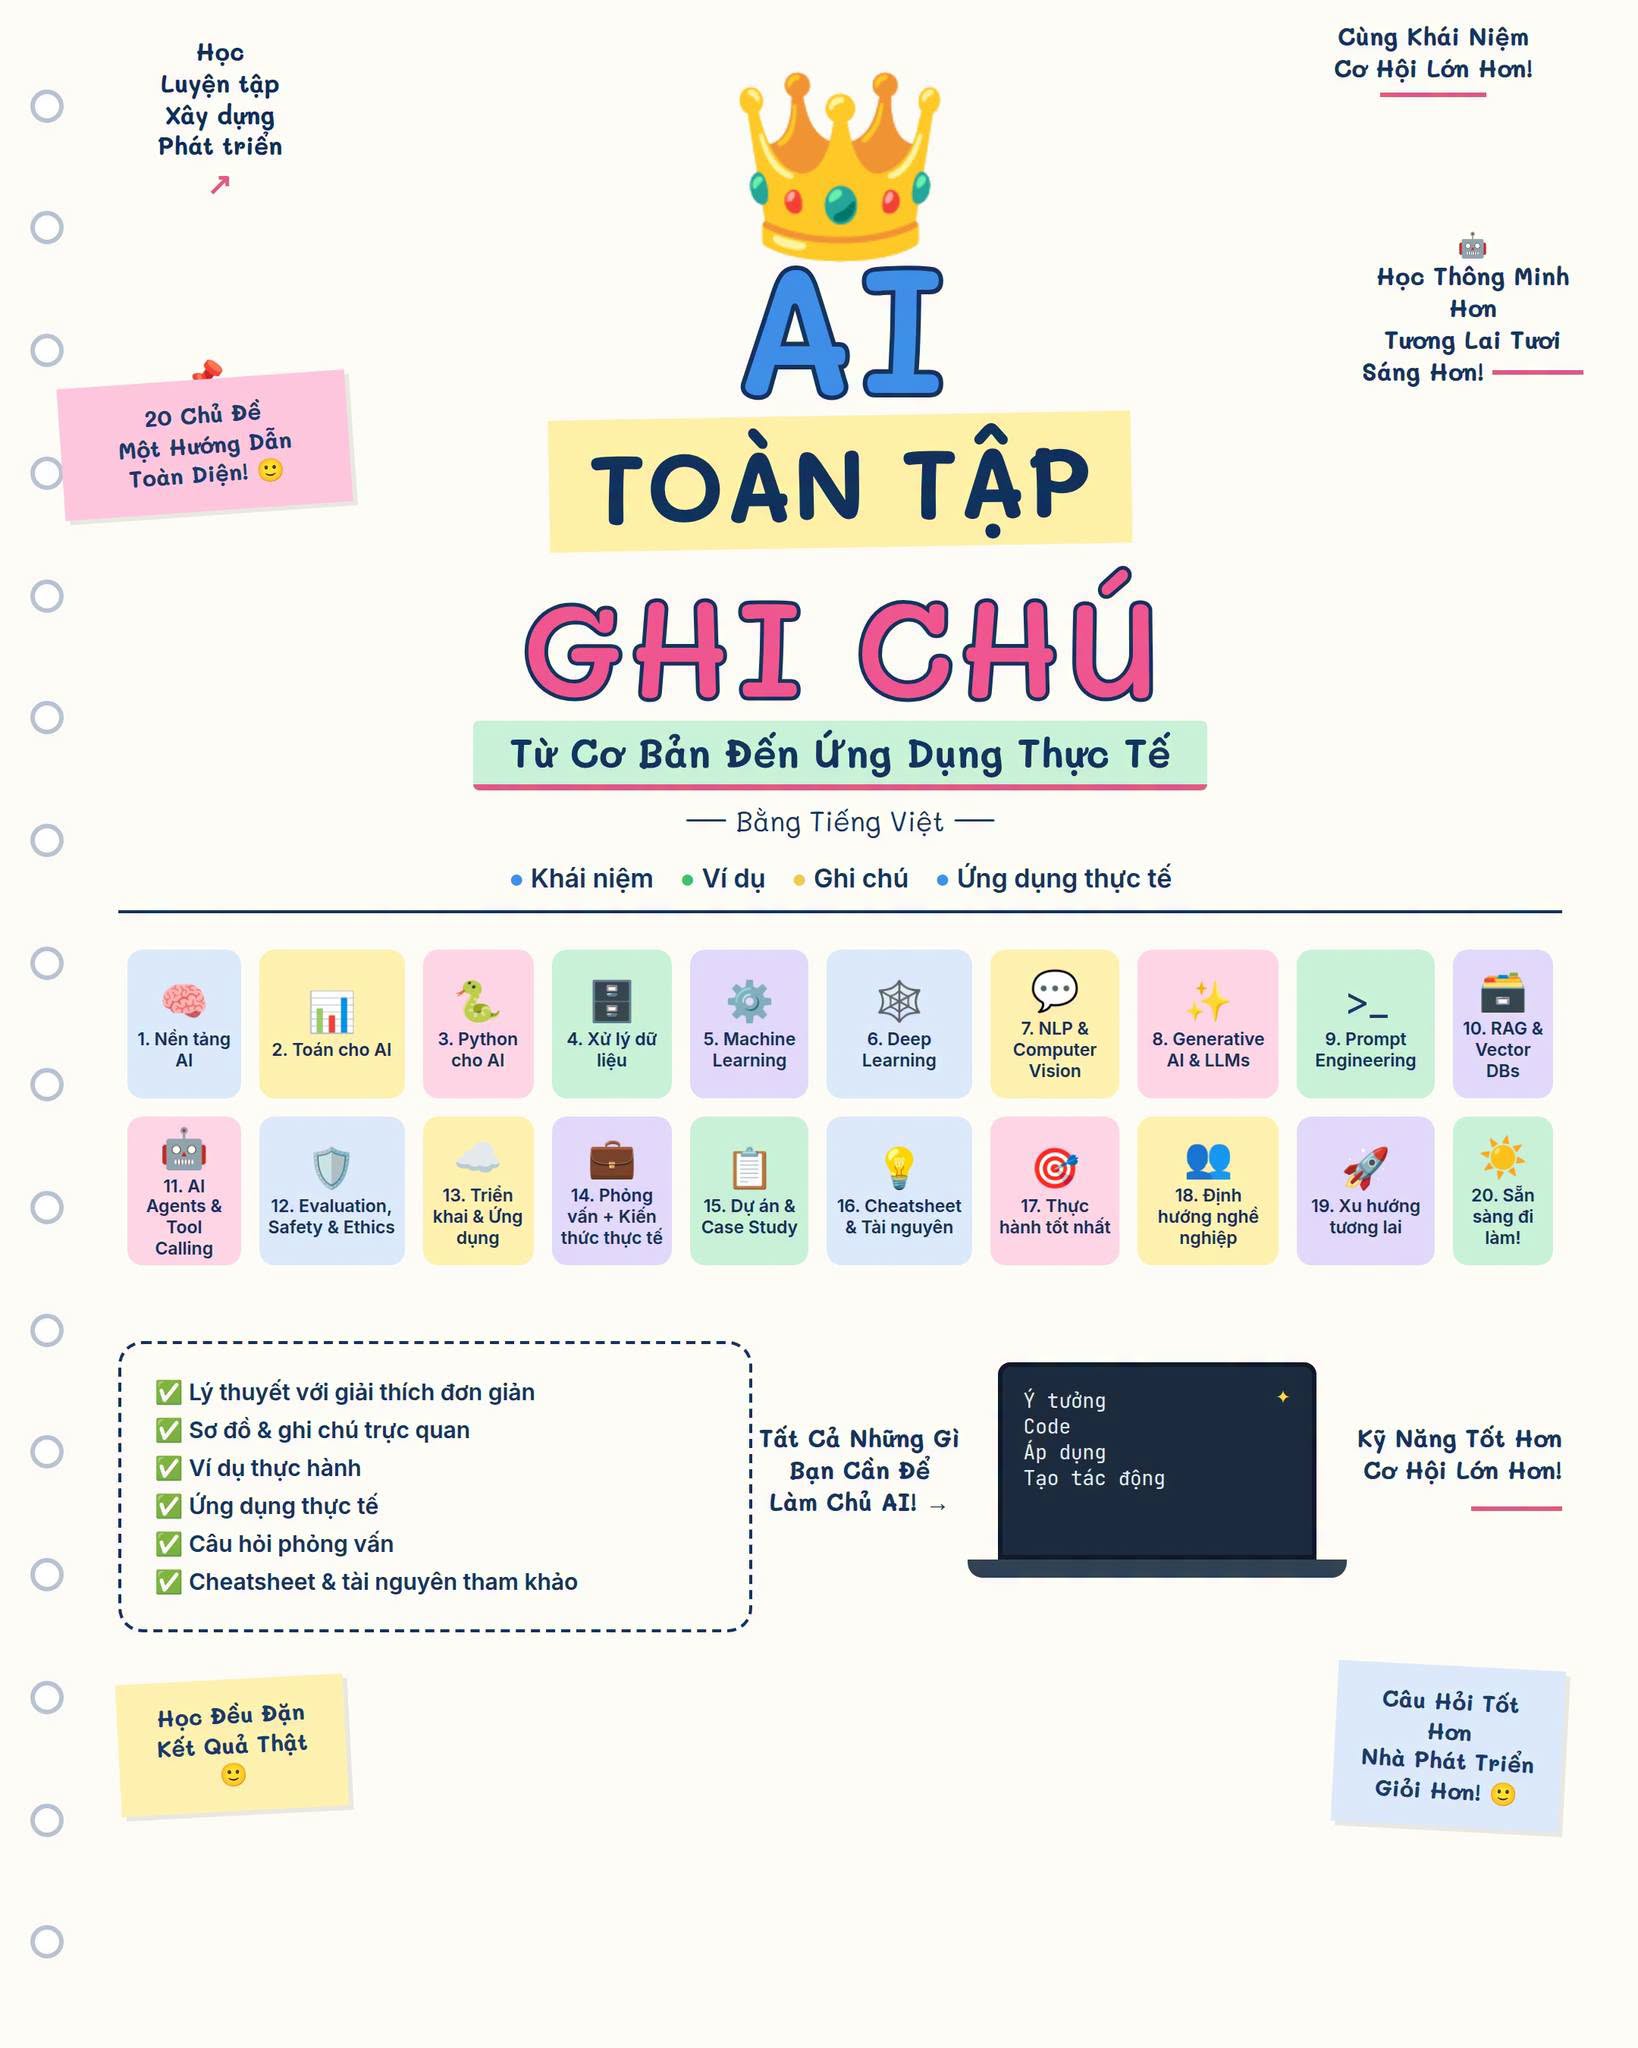 Học
Luyện tập
Xây dựng
Phát triển
↗
Cùng Khái Niệm
Cơ Hội Lớn Hơn!
Học Thông Minh
Hơn
Tương Lai Tươi
Sáng Hơn!
20 Chủ Đề
Một Hướng Dẫn
Toàn Diện! 🙂
AI
TOÀN TẬP
GHI CHÚ
Từ Cơ Bản Đến Ứng Dụng Thực Tế
— Bằng Tiếng Việt —
• Khái niệm • Ví dụ • Ghi chú • Ứng dụng thực tế
1. Nền tảng
AI
2. Toán cho AI
3. Python
cho AI
4. Xử lý dữ
liệu
5. Machine
Learning
6. Deep
Learning
7. NLP &
Computer
Vision
8. Generative
AI & LLMs
>_
9. Prompt
Engineering
10. RAG &
Vector
DBs
11. AI
Agents &
Tool
Calling
12. Evaluation,
Safety & Ethics
13. Triển
khai & Ứng
dụng
14. Phỏng
vấn + Kiến
thức thực tế
15. Dự án &
Case Study
16. Cheatsheet
& Tài nguyên
17. Thực
hành tốt nhất
18. Định
hướng nghề
nghiệp
19. Xu hướng
tương lai
20. Sẵn
sàng đi
làm!
✅ Lý thuyết với giải thích đơn giản
✅ Sơ đồ & ghi chú trực quan
✅ Ví dụ thực hành
✅ Ứng dụng thực tế
✅ Câu hỏi phỏng vấn
✅ Cheatsheet & tài nguyên tham khảo
Tất Cả Những Gì
Bạn Cần Để
Làm Chủ AI! →
Ý tưởng
Code
Áp dụng
Tạo tác động
Kỹ Năng Tốt Hơn
Cơ Hội Lớn Hơn!
Học Đều Đặn
Kết Quả Thật
🙂
Câu Hỏi Tốt
Hơn
Nhà Phát Triển
Giỏi Hơn! 🙂